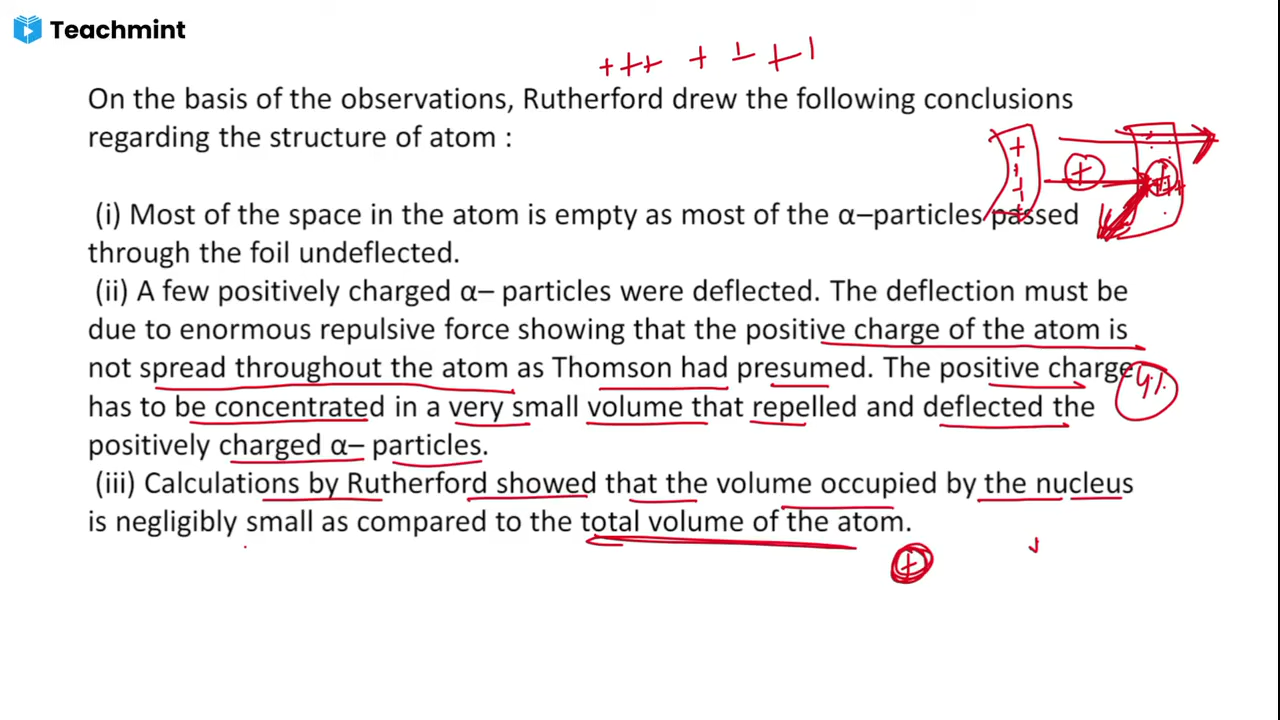 Teachmint
+++ + + +
On the basis of the observations, Rutherford drew the following conclusions
regarding the structure of atom :
(i) Most of the space in the atom is empty as most of the α–particles passed
through the foil undeflected.
(ii) A few positively charged α– particles were deflected. The deflection must be
due to enormous repulsive force showing that the positive charge of the atom is
not spread throughout the atom as Thomson had presumed. The positive charge
has to be concentrated in a very small volume that repelled and deflected the
positively charged α– particles.
(iii) Calculations by Rutherford showed that the volume occupied by the nucleus
is negligibly small as compared to the total volume of the atom.
+